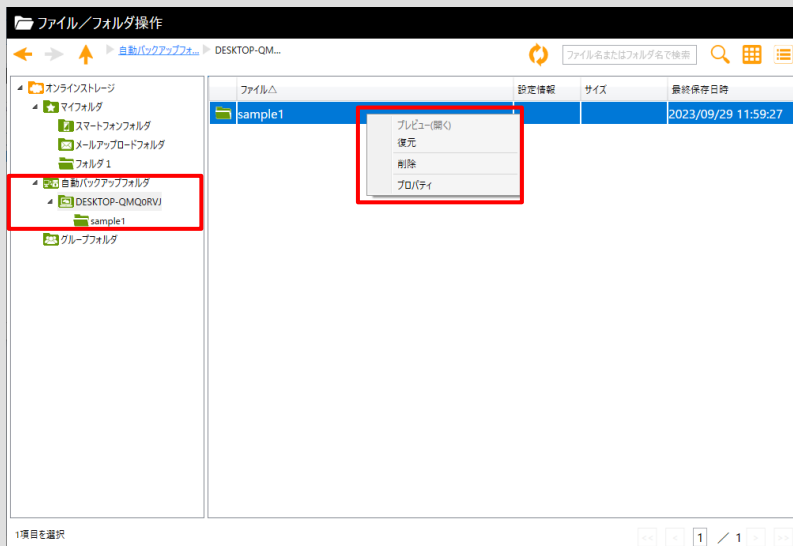 ファイル／フォルダ操作
自動バックアップフォ... DESKTOP-QM...
ファイル名またはフォルダ名で検索
オンラインストレージ
マイフォルダ
スマートフォンフォルダ
メールアップロードフォルダ
フォルダ1
自動バックアップフォルダ
DESKTOP-QMQ0RVJ
sample1
グループフォルダ
ファイル△ 設定情報 サイズ 最終保存日時
sample1 2023/09/29 11:59:27
プレビュー(開く)
復元
削除
プロパティ
1項目を選択
<< < 1 ／ 1 > >>